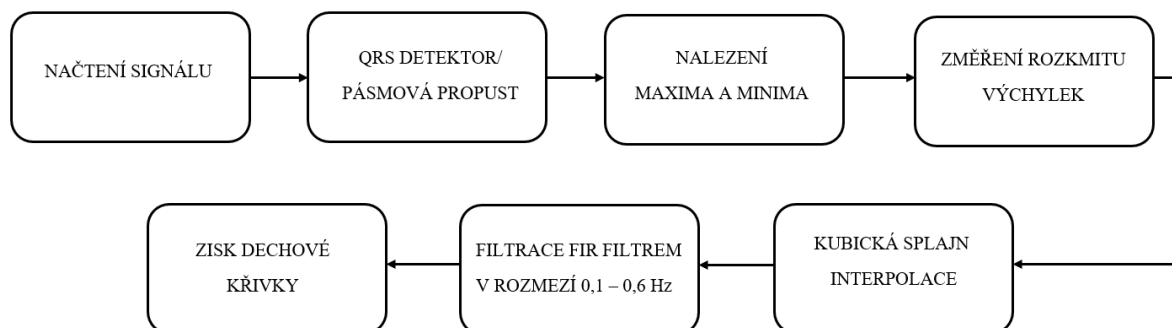 NAČTENÍ SIGNÁLU
QRS DETEKTOR/
PÁSMOVÁ PROPUST
NALEZENÍ
MAXIMA A MINIMA
ZMĚŘENÍ ROZKMITU
VÝCHYLEK
ZISK DECHOVÉ
KŘIVKY
FILTRACE FIR FILTREM
V ROZMEZÍ 0,1 – 0,6 Hz
KUBICKÁ SPLAJN
INTERPOLACE